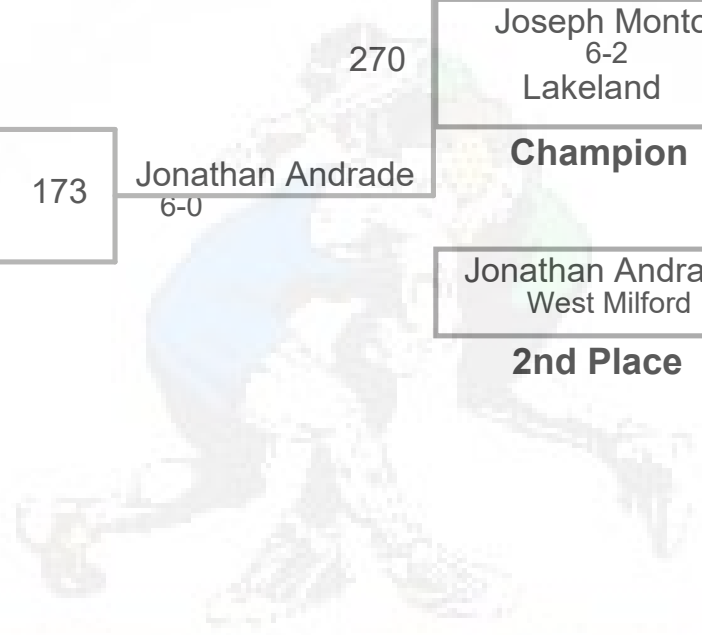 270
Joseph Monto
6-2
Lakeland
Champion
173
Jonathan Andrade
6-0
Jonathan Andra
West Milford
2nd Place